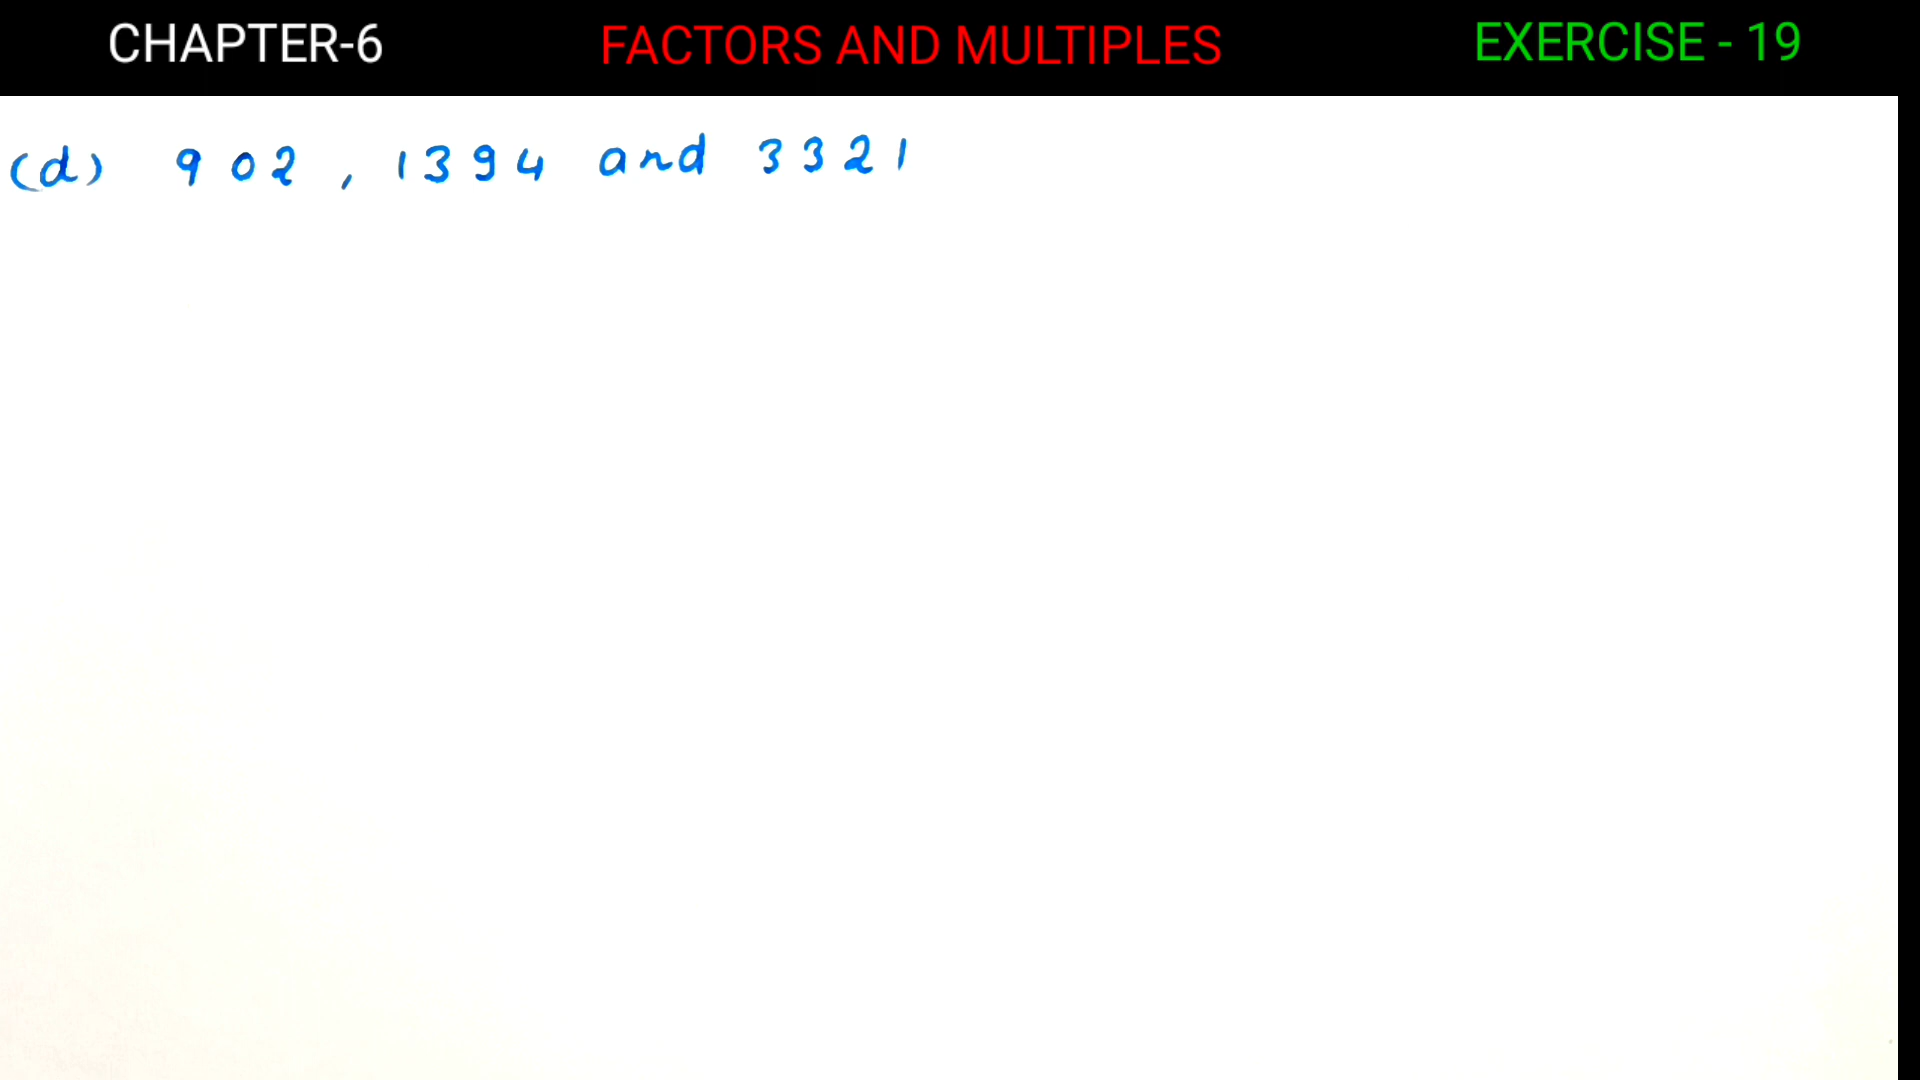 CHAPTER-6 FACTORS AND MULTIPLES EXERCISE - 19
(d) 902, 1394 and 3321